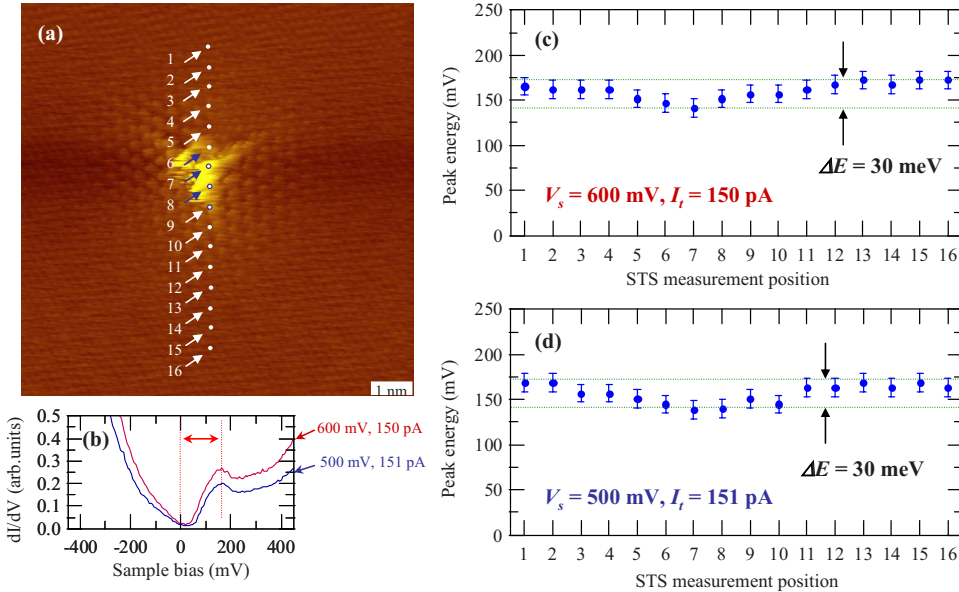 (a)
1
2
3
4
5
6
7
8
9
10
11
12
13
14
15
16
1 nm
(b)
600 mV, 150 pA
500 mV, 151 pA
0.5
0.4
0.3
0.2
0.1
0.0
dI/dV (arb.units)
-400 -200 0 200 400
Sample bias (mV)
(c)
250
200
150
100
50
0
Peak energy (mV)
ΔE = 30 meV
Vs = 600 mV, It = 150 pA
1 2 3 4 5 6 7 8 9 10 11 12 13 14 15 16
STS measurement position
(d)
250
200
150
100
50
0
Peak energy (mV)
ΔE = 30 meV
Vs = 500 mV, It = 151 pA
1 2 3 4 5 6 7 8 9 10 11 12 13 14 15 16
STS measurement position